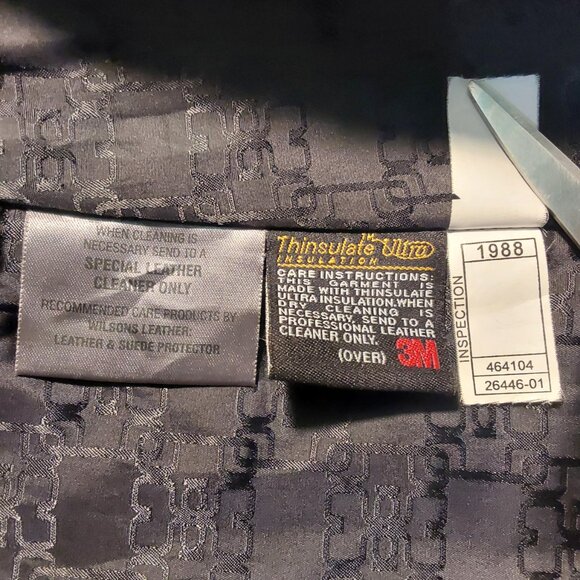 WHEN CLEANING IS
NECESSARY SEND TO A
SPECIAL LEATHER
CLEANER ONLY
RECOMMENDED CARE PRODUCTS BY
WILSONS LEATHER:
LEATHER & SUEDE PROTECTOR
Thinsulate™ Ultra
INSULATION
CARE INSTRUCTIONS:
THIS GARMENT IS
MADE WITH THINSULATE
ULTRA INSULATION. WHEN
DRY CLEANING IS
NECESSARY SEND TO A
PROFESSIONAL LEATHER
CLEANER ONLY.
(OVER) 3M
INSPECTION
1988
464104
26446-01